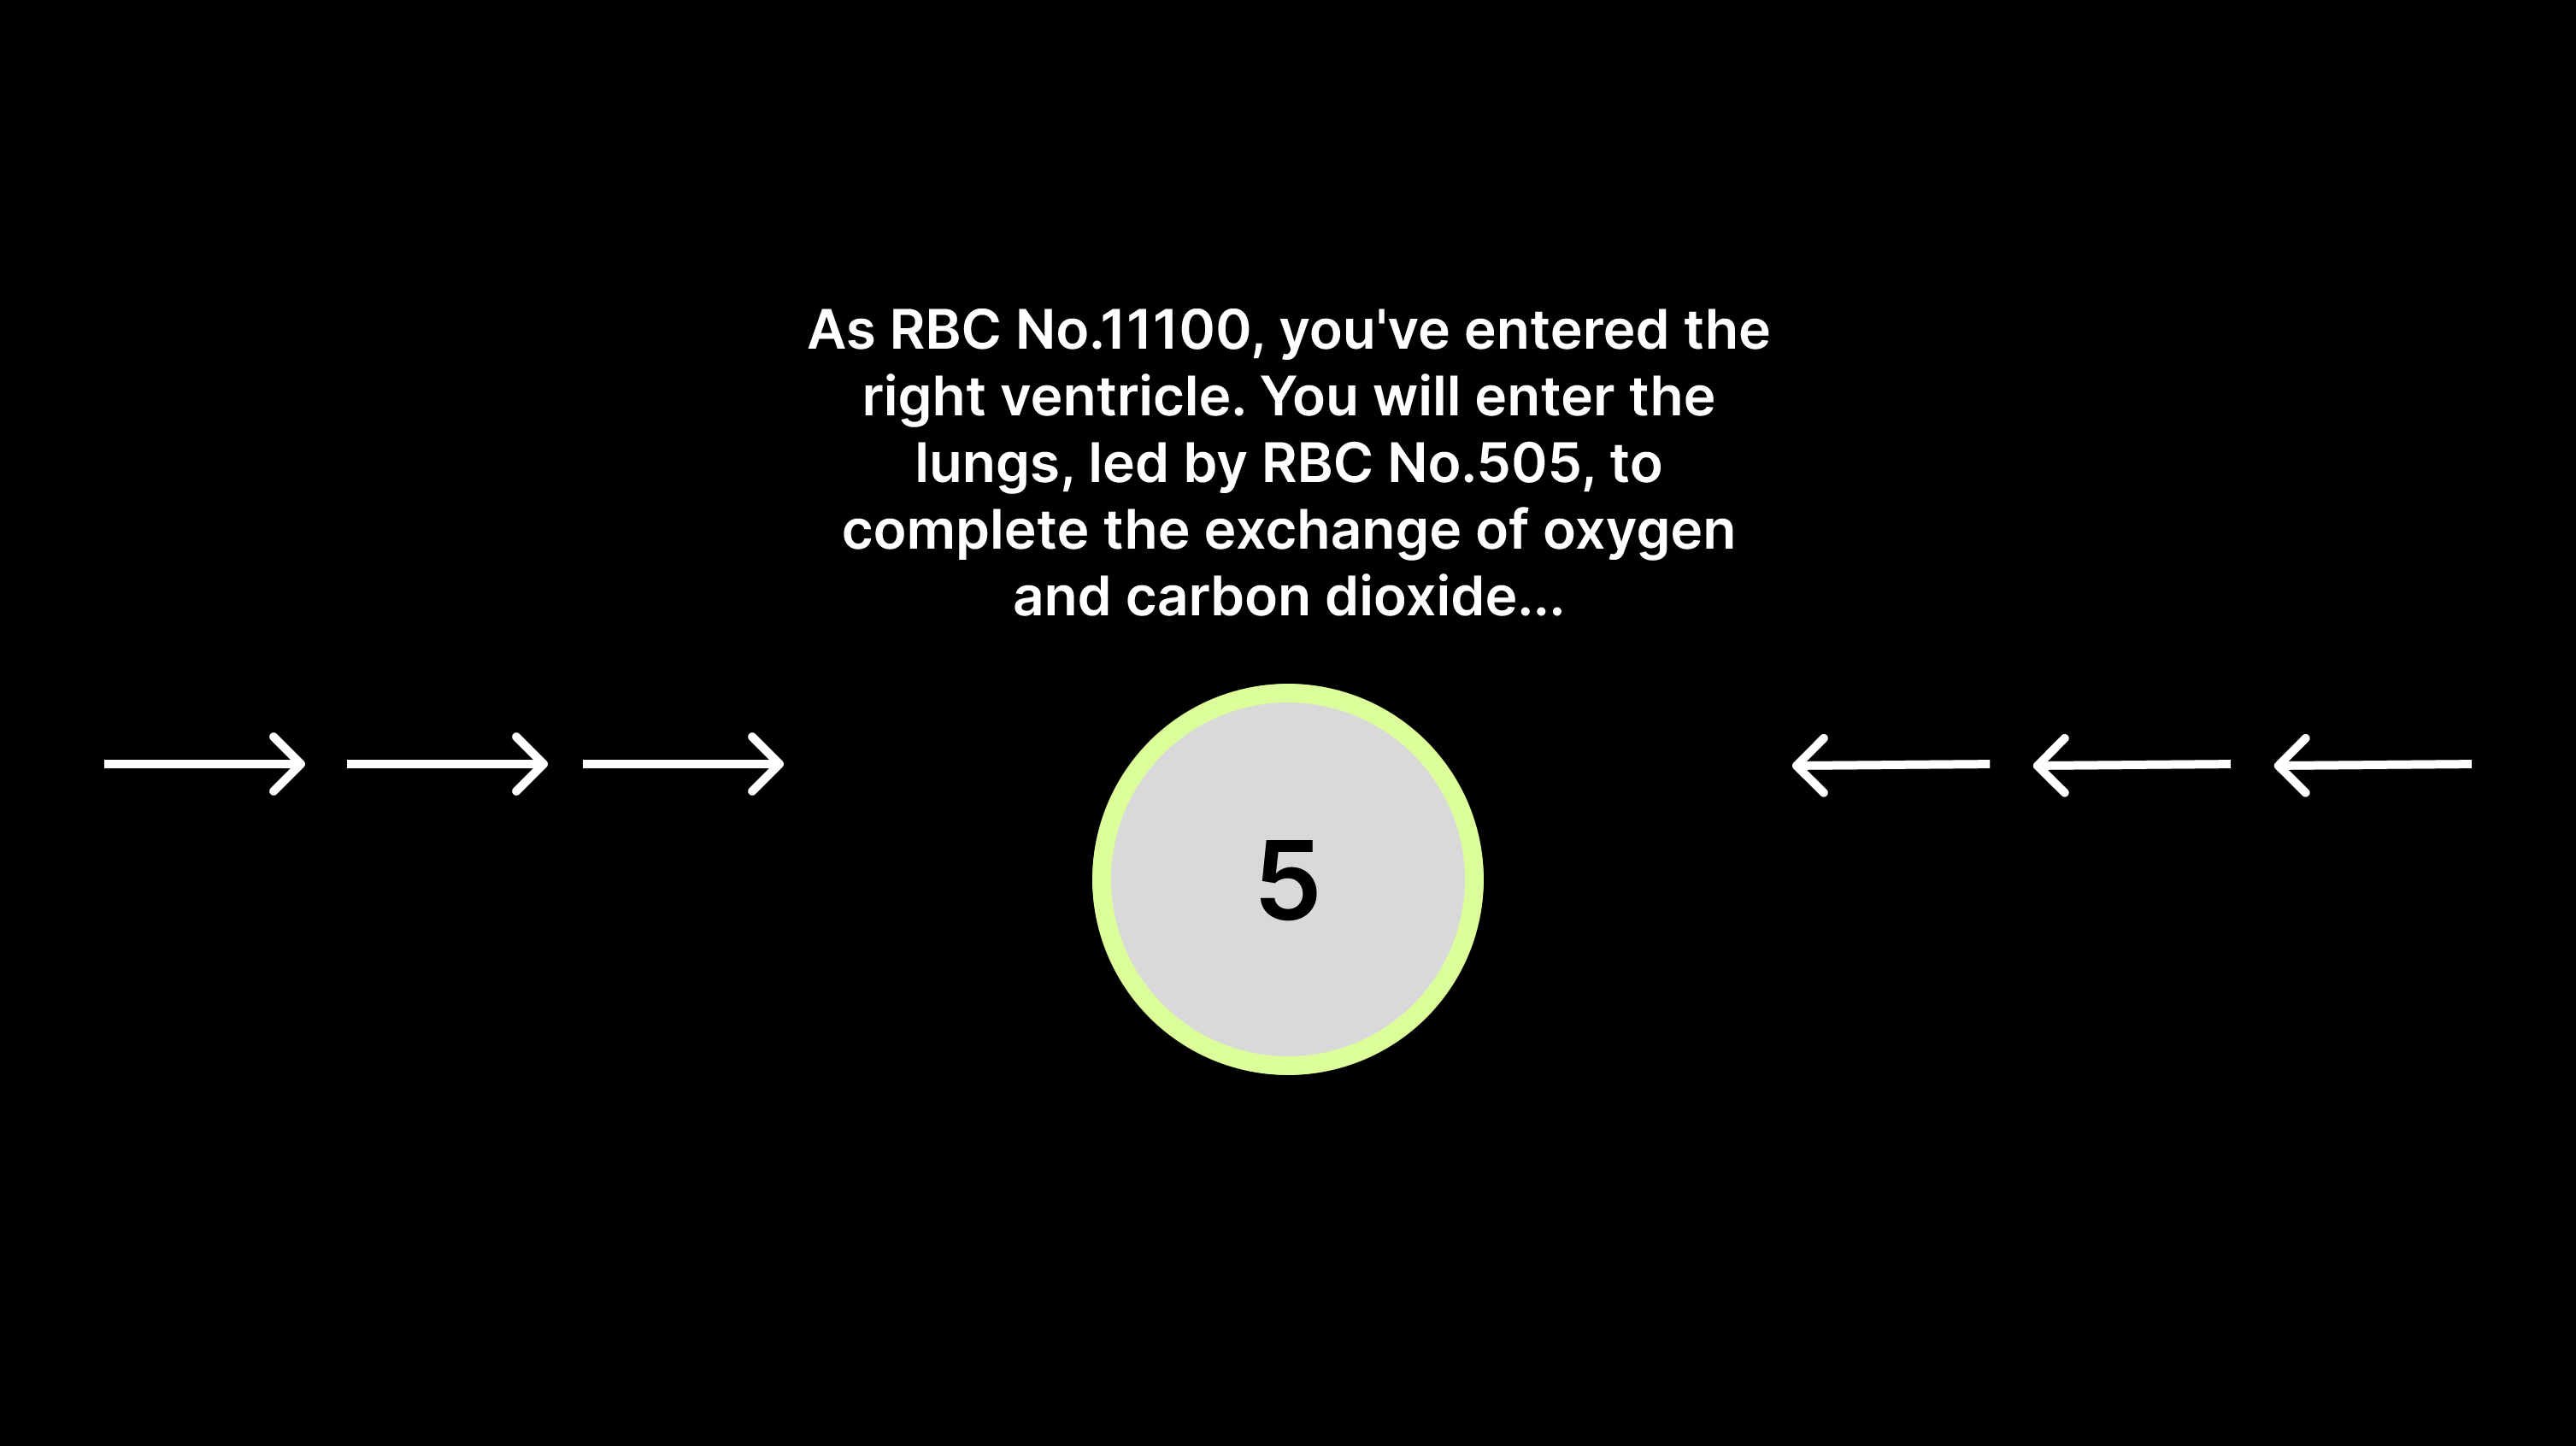 As RBC No.11100, you've entered the
right ventricle. You will enter the
lungs, led by RBC No.505, to
complete the exchange of oxygen
and carbon dioxide...
5